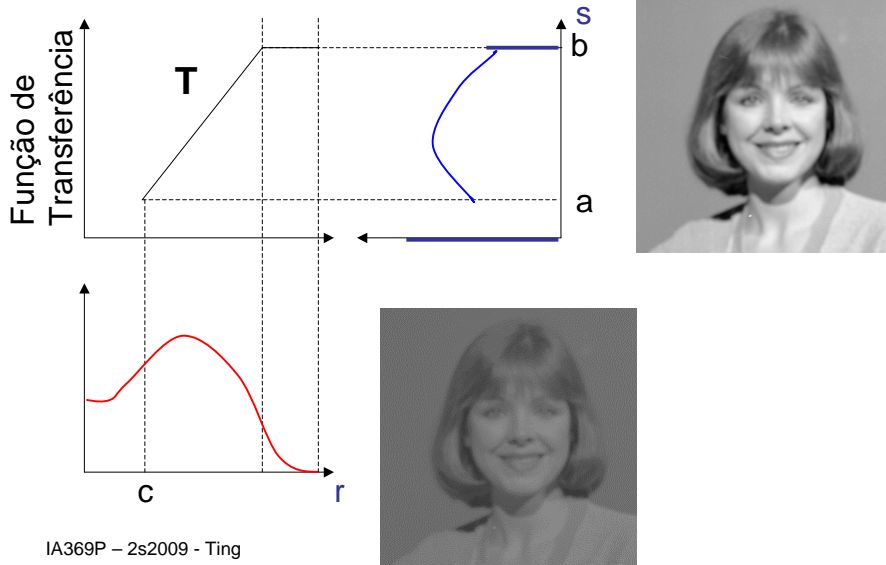 Função de
Transferência
T
s
b
a
c
r
IA369P – 2s2009 - Ting